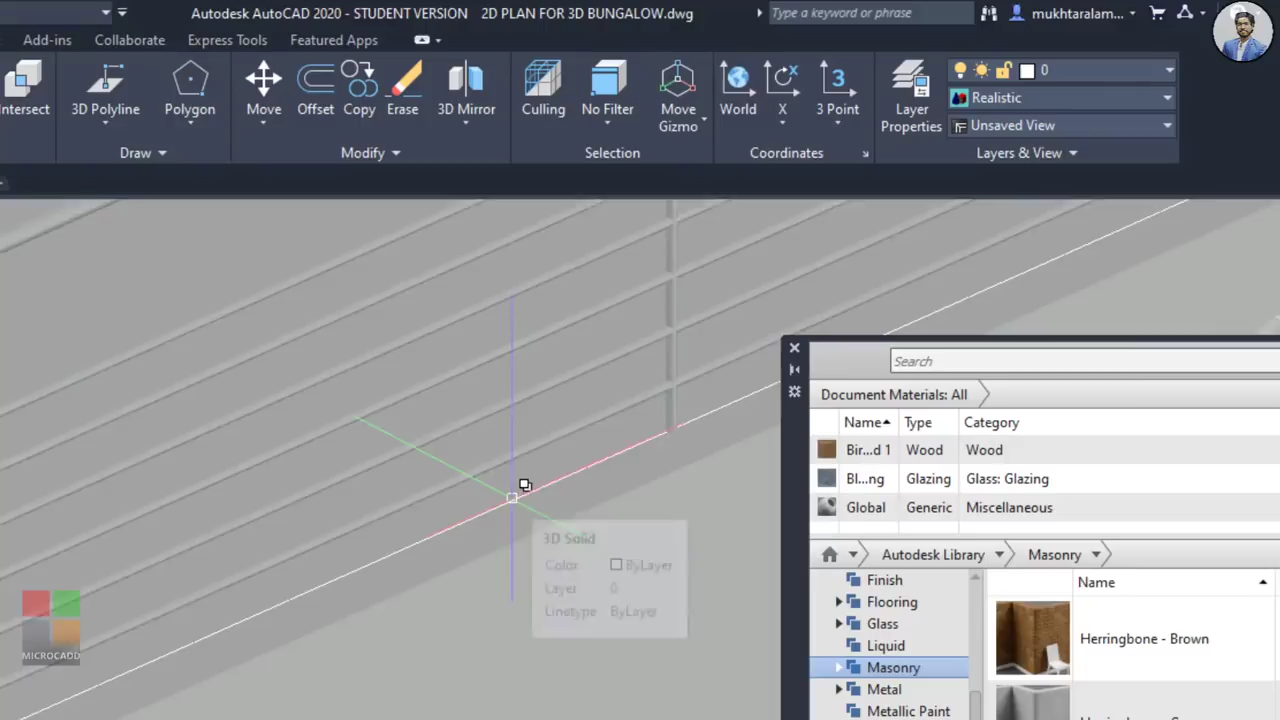 Autodesk AutoCAD 2020 - STUDENT VERSION 2D PLAN FOR 3D BUNGALOW.dwg
Type a keyword or phrase
mukhtaralam...
Add-ins Collaborate Express Tools Featured Apps
Intersect 3D Polyline Polygon Move Offset Copy Erase 3D Mirror Culling No Filter Move Gizmo World X 3 Point Layer Properties
0
Realistic
Unsaved View
Draw Modify Selection Coordinates Layers & View
3D Solid
Color ByLayer
Layer 0
Linetype ByLayer
MICROCADD
Search
Document Materials: All
Name Type Category
Bir...d 1 Wood Wood
Bl...ng Glazing Glass: Glazing
Global Generic Miscellaneous
Autodesk Library Masonry
Finish
Flooring
Glass
Liquid
Masonry
Metal
Metallic Paint
Name
Herringbone - Brown